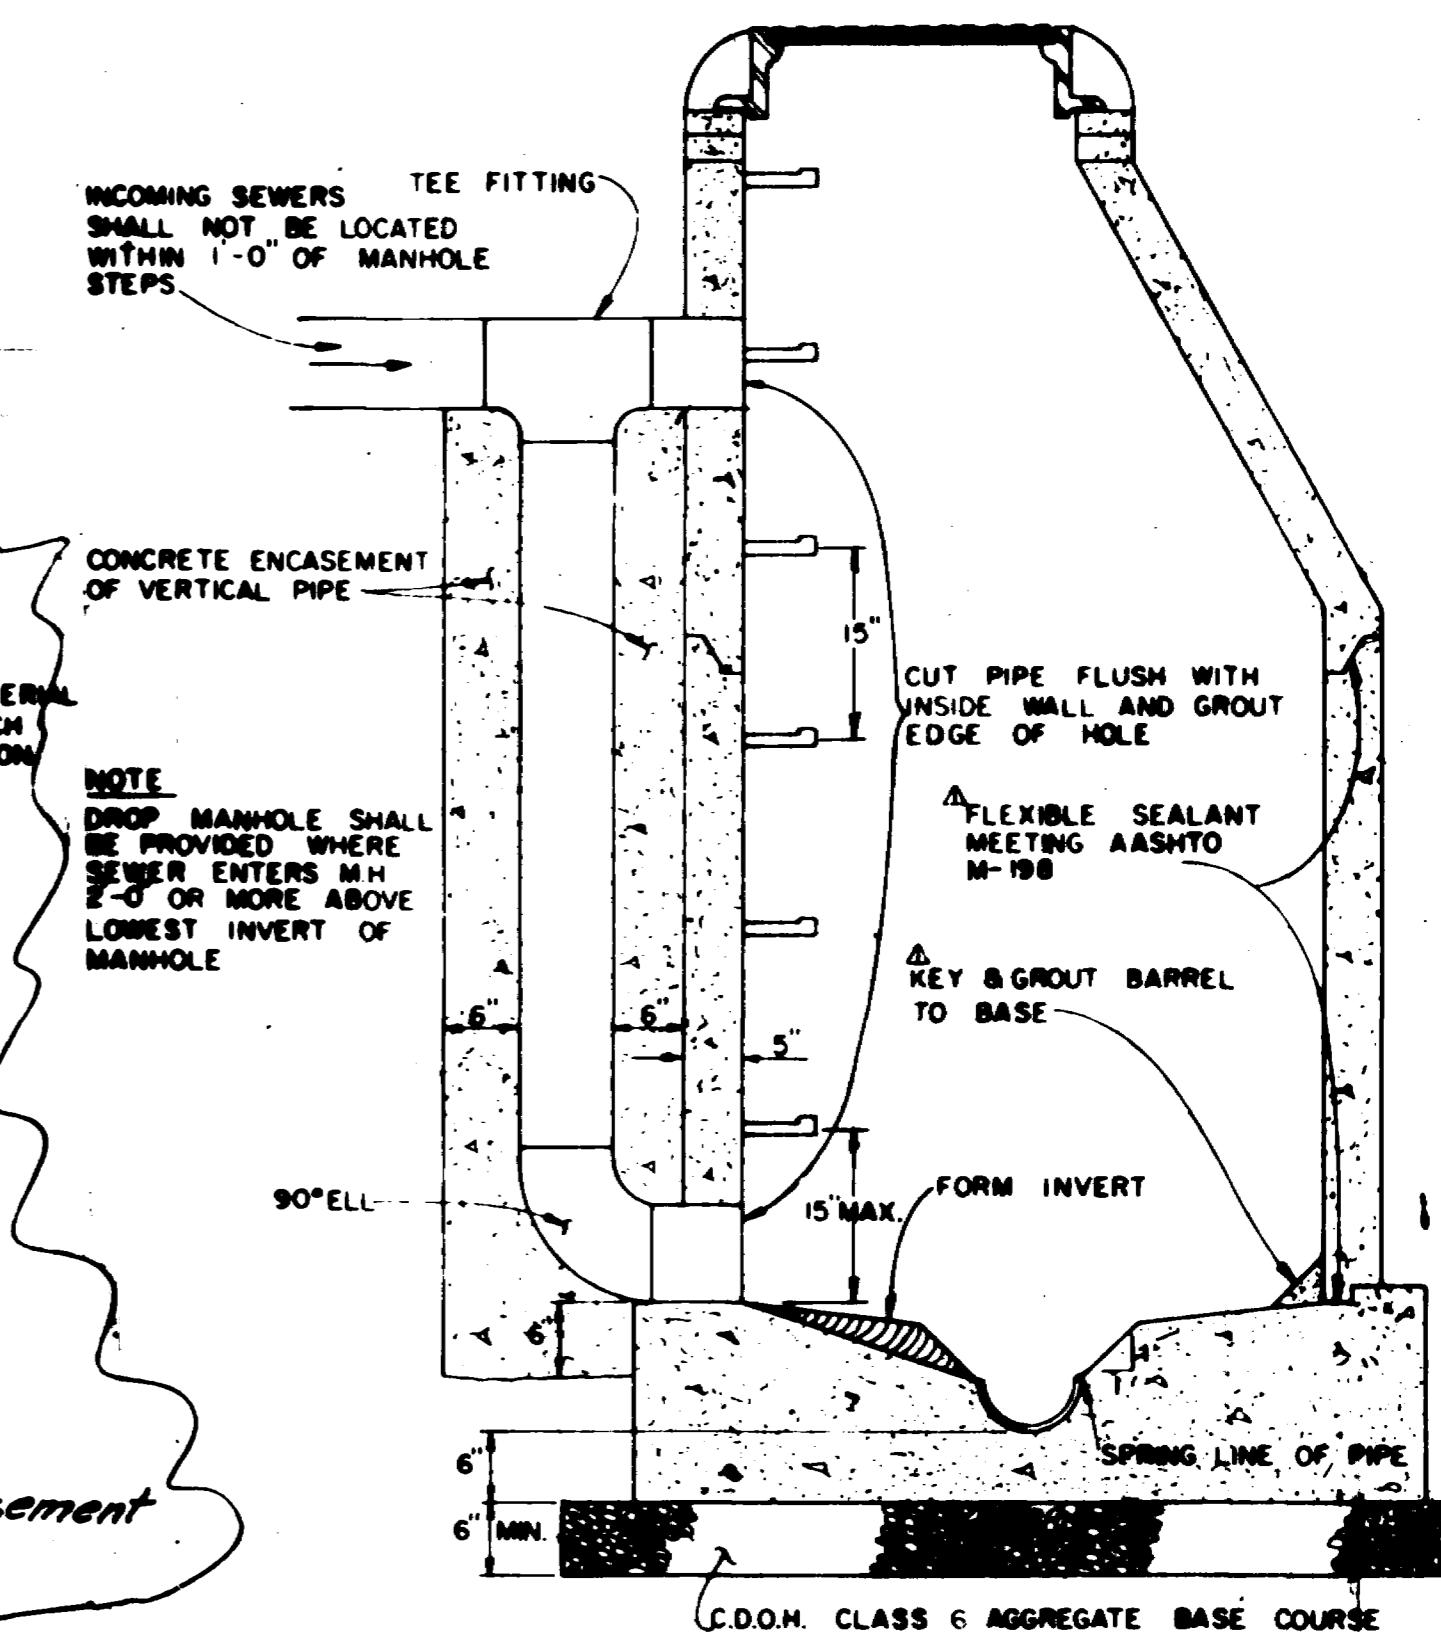 TEE FITTING
INCOMING SEWERS
SHALL NOT BE LOCATED
WITHIN 1'-0" OF MANHOLE
STEPS
CONCRETE ENCASEMENT
OF VERTICAL PIPE
15"
CUT PIPE FLUSH WITH
INSIDE WALL AND GROUT
EDGE OF HOLE
NOTE
DROP MANHOLE SHALL
BE PROVIDED WHERE
SEWER ENTERS M.H
2'-0" OR MORE ABOVE
LOWEST INVERT OF
MANHOLE
FLEXIBLE SEALANT
MEETING AASHTO
M-198
KEY & GROUT BARREL
TO BASE
6"
6"
5"
90° ELL
15" MAX.
FORM INVERT
6"
1
1
SPRING LINE OF PIPE
6"
6" MIN.
C.D.O.H. CLASS 6 AGGREGATE BASE COURSE